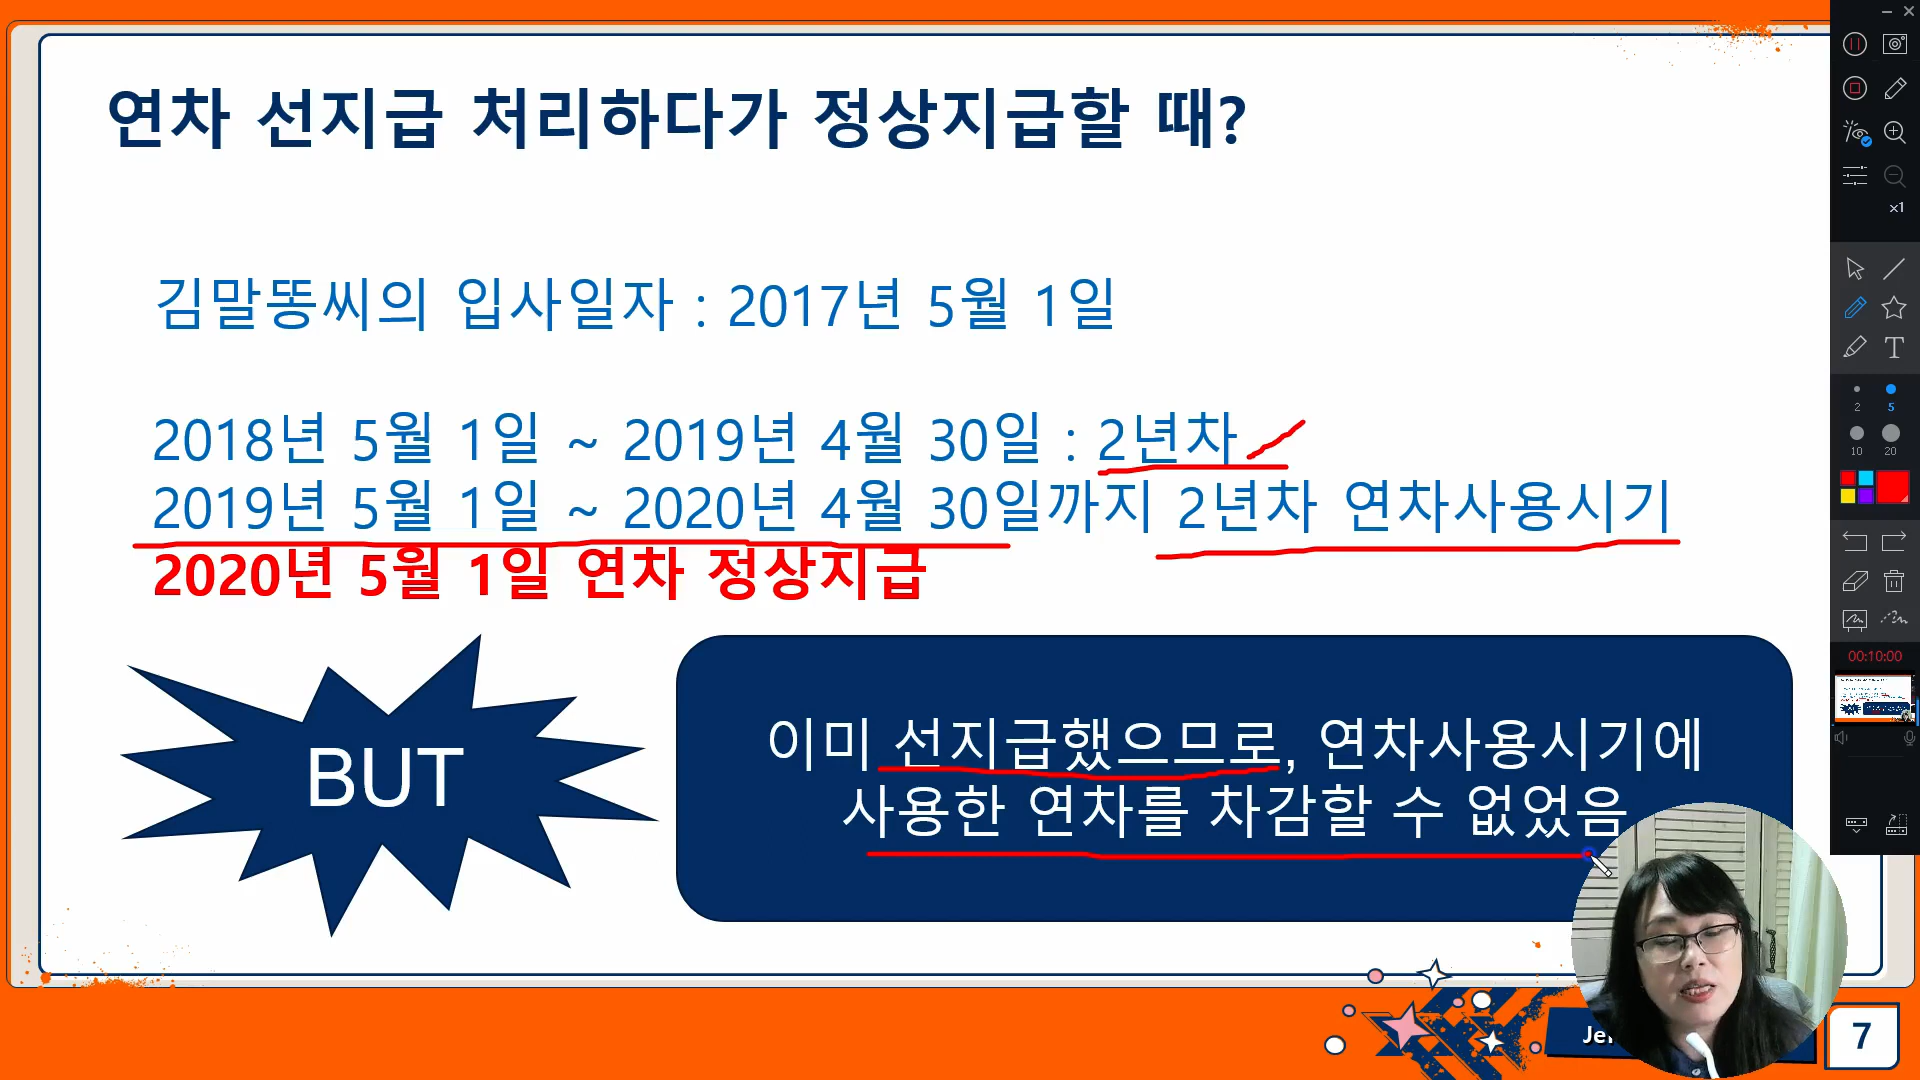 연차 선지급 처리하다가 정상지급할 때?
김말똥씨의 입사일자 : 2017년 5월 1일
2018년 5월 1일 ~ 2019년 4월 30일 : 2년차
2019년 5월 1일 ~ 2020년 4월 30일까지 2년차 연차사용시기
2020년 5월 1일 연차 정상지급
BUT
이미 선지급했으므로, 연차사용시기에
사용한 연차를 차감할 수 없었음
7
x1
T
2 5
10 20
00:10:00